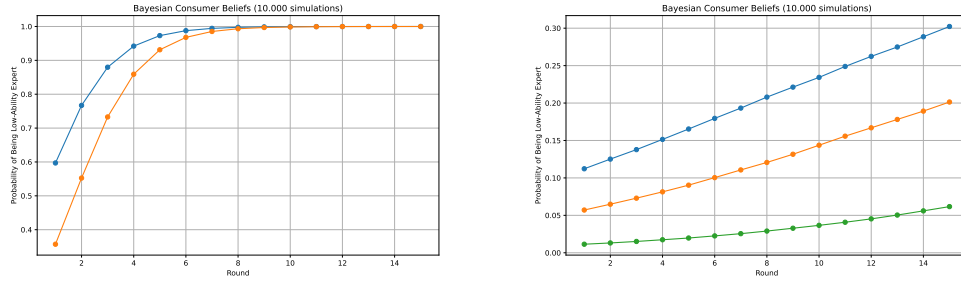 Bayesian Consumer Beliefs (10.000 simulations)
Probability of Being Low-Ability Expert
1.0
0.9
0.8
0.7
0.6
0.5
0.4
2 4 6 8 10 12 14
Round
Bayesian Consumer Beliefs (10.000 simulations)
Probability of Being Low-Ability Expert
0.30
0.25
0.20
0.15
0.10
0.05
0.00
2 4 6 8 10 12 14
Round